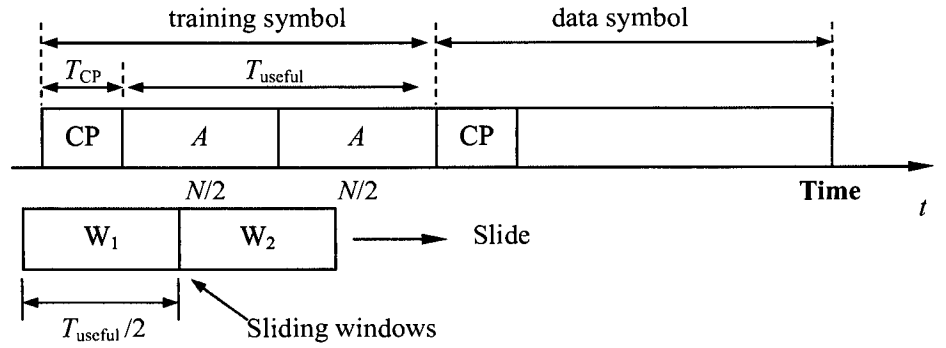 training symbol
data symbol
T_CP
T_useful
CP
A
A
CP
N/2
N/2
Time
t
W₁
W₂
Slide
T_useful /2
Sliding windows